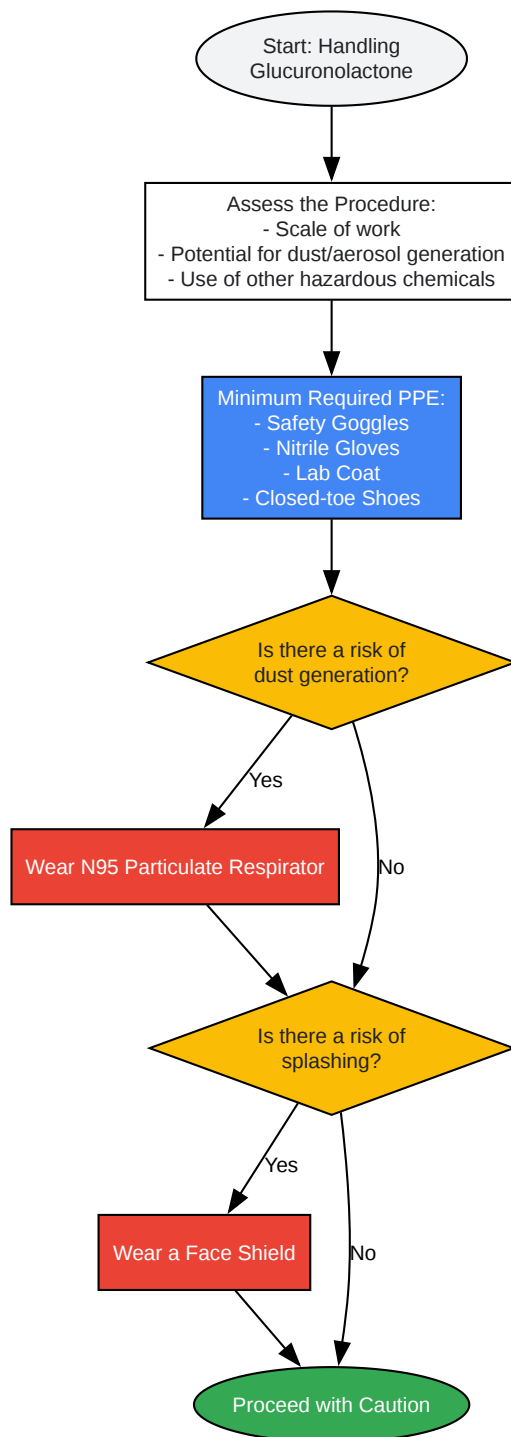 Start: Handling
Glucuronolactone
Assess the Procedure:
- Scale of work
- Potential for dust/aerosol generation
- Use of other hazardous chemicals
Minimum Required PPE:
- Safety Goggles
- Nitrile Gloves
- Lab Coat
- Closed-toe Shoes
Is there a risk of
dust generation?
Yes
Wear N95 Particulate Respirator
No
Is there a risk of
splashing?
Yes
Wear a Face Shield
No
Proceed with Caution